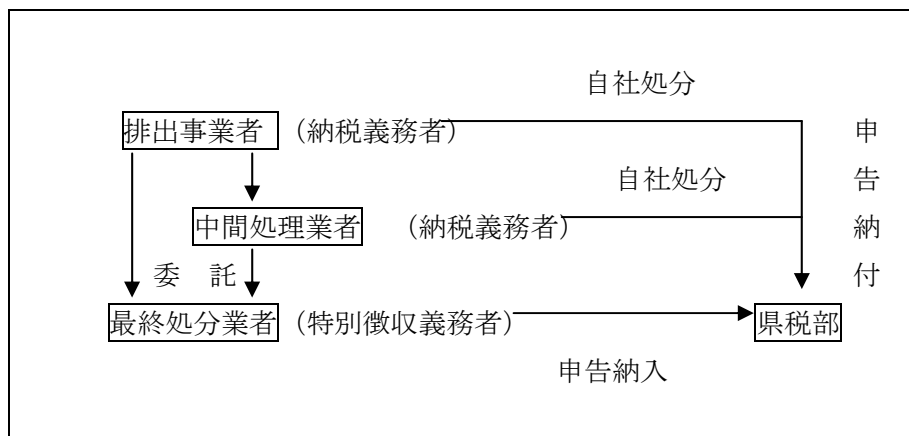 自社処分
排出事業者 (納税義務者)
自社処分
中間処理業者 (納税義務者)
委 託
最終処分業者 (特別徴収義務者)
県税部
申告納入
申告納付